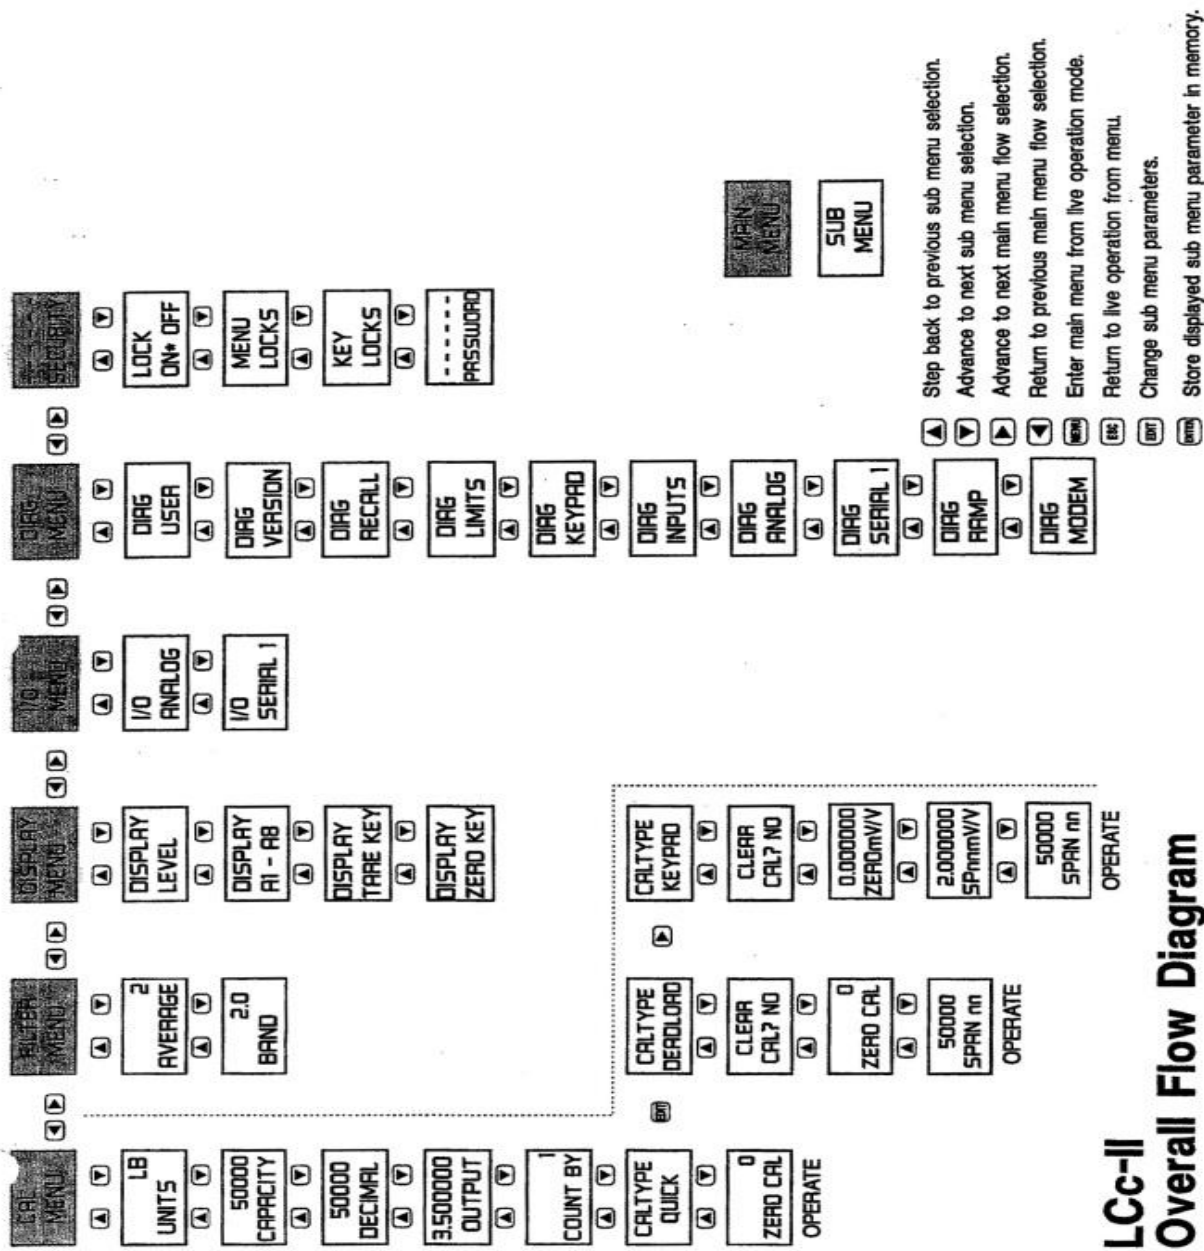 CAL
MENU
LB
UNITS
50000
CAPACITY
50000
DECIMAL
3.500000
OUTPUT
1
COUNT BY
CALTYPE
QUICK
0
ZERO CAL
OPERATE
FILTER
MENU
2
AVERAGE
2.0
BAND
DISPLAY
MENU
DISPLAY
LEVEL
DISPLAY
A1 - A8
DISPLAY
TARE KEY
DISPLAY
ZERO KEY
I/O
MENU
I/O
ANALOG
I/O
SERIAL 1
DIAG
MENU
DIAG
USER
DIAG
VERSION
DIAG
RECALL
DIAG
LIMITS
DIAG
KEYPAD
DIAG
INPUTS
DIAG
ANALOG
DIAG
SERIAL 1
DIAG
RAMP
DIAG
MODEM
SECURITY
LOCK
ON* OFF
MENU
LOCKS
KEY
LOCKS
- - - - - -
PASSWORD
EDIT
CALTYPE
DEADLOAD
CLEAR
CAL? NO
0
ZERO CAL
50000
SPAN nn
OPERATE
CALTYPE
KEYPAD
CLEAR
CAL? NO
0.000000
ZEROmV/V
2.000000
SPnnmV/V
50000
SPAN nn
OPERATE
MAIN
MENU
SUB
MENU
▲ Step back to previous sub menu selection.
▼ Advance to next sub menu selection.
▶ Advance to next main menu flow selection.
◀ Return to previous main menu flow selection.
MENU Enter main menu from live operation mode.
ESC Return to live operation from menu.
EDIT Change sub menu parameters.
ENTER Store displayed sub menu parameter in memory.
LCc-II
Overall Flow Diagram